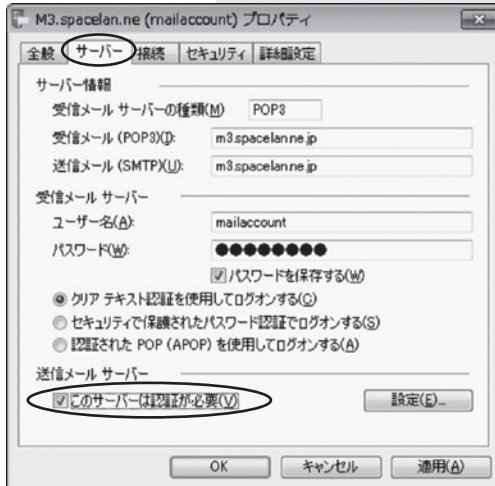 M3.spacelan.ne (mailaccount) プロパティ
全般 サーバー 接続 セキュリティ 詳細設定
サーバー情報
受信メール サーバーの種類(M) POP3
受信メール (POP3)(I): m3.spacelan.ne.jp
送信メール (SMTP)(U): m3.spacelan.ne.jp
受信メール サーバー
ユーザー名(A): mailaccount
パスワード(W): ●●●●●●●●
パスワードを保存する(W)
クリア テキスト認証を使用してログオンする(C)
セキュリティで保護されたパスワード認証でログオンする(S)
認証された POP (APOP) を使用してログオンする(A)
送信メール サーバー
このサーバーは認証が必要(V) 設定(E)...
OK キャンセル 適用(A)